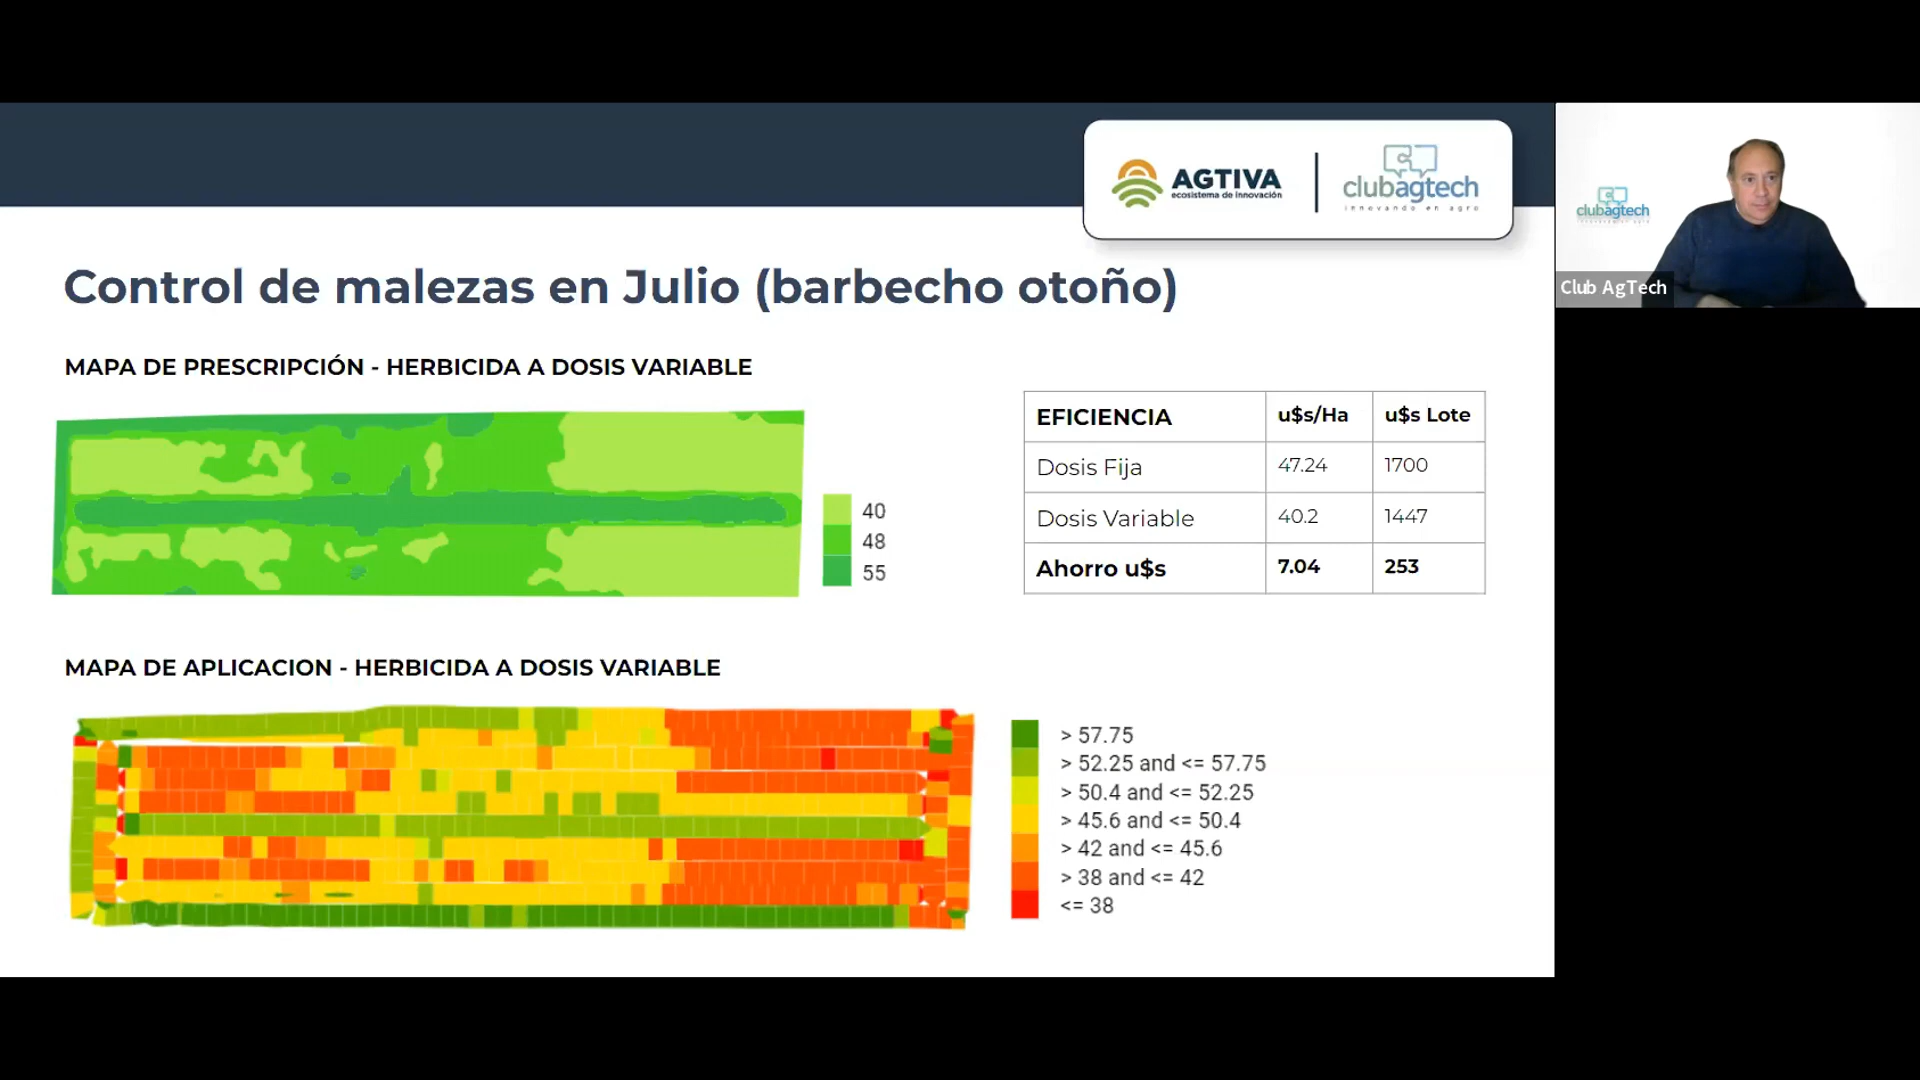 AGTIVA
ecosistema de innovación
clubagtech
innovando en agro
clubagtech
Club AgTech
Control de malezas en Julio (barbecho otoño)
MAPA DE PRESCRIPCIÓN - HERBICIDA A DOSIS VARIABLE
40
48
55
EFICIENCIA u$s/Ha u$s Lote
Dosis Fija 47.24 1700
Dosis Variable 40.2 1447
Ahorro u$s 7.04 253
MAPA DE APLICACION - HERBICIDA A DOSIS VARIABLE
> 57.75
> 52.25 and <= 57.75
> 50.4 and <= 52.25
> 45.6 and <= 50.4
> 42 and <= 45.6
> 38 and <= 42
<= 38